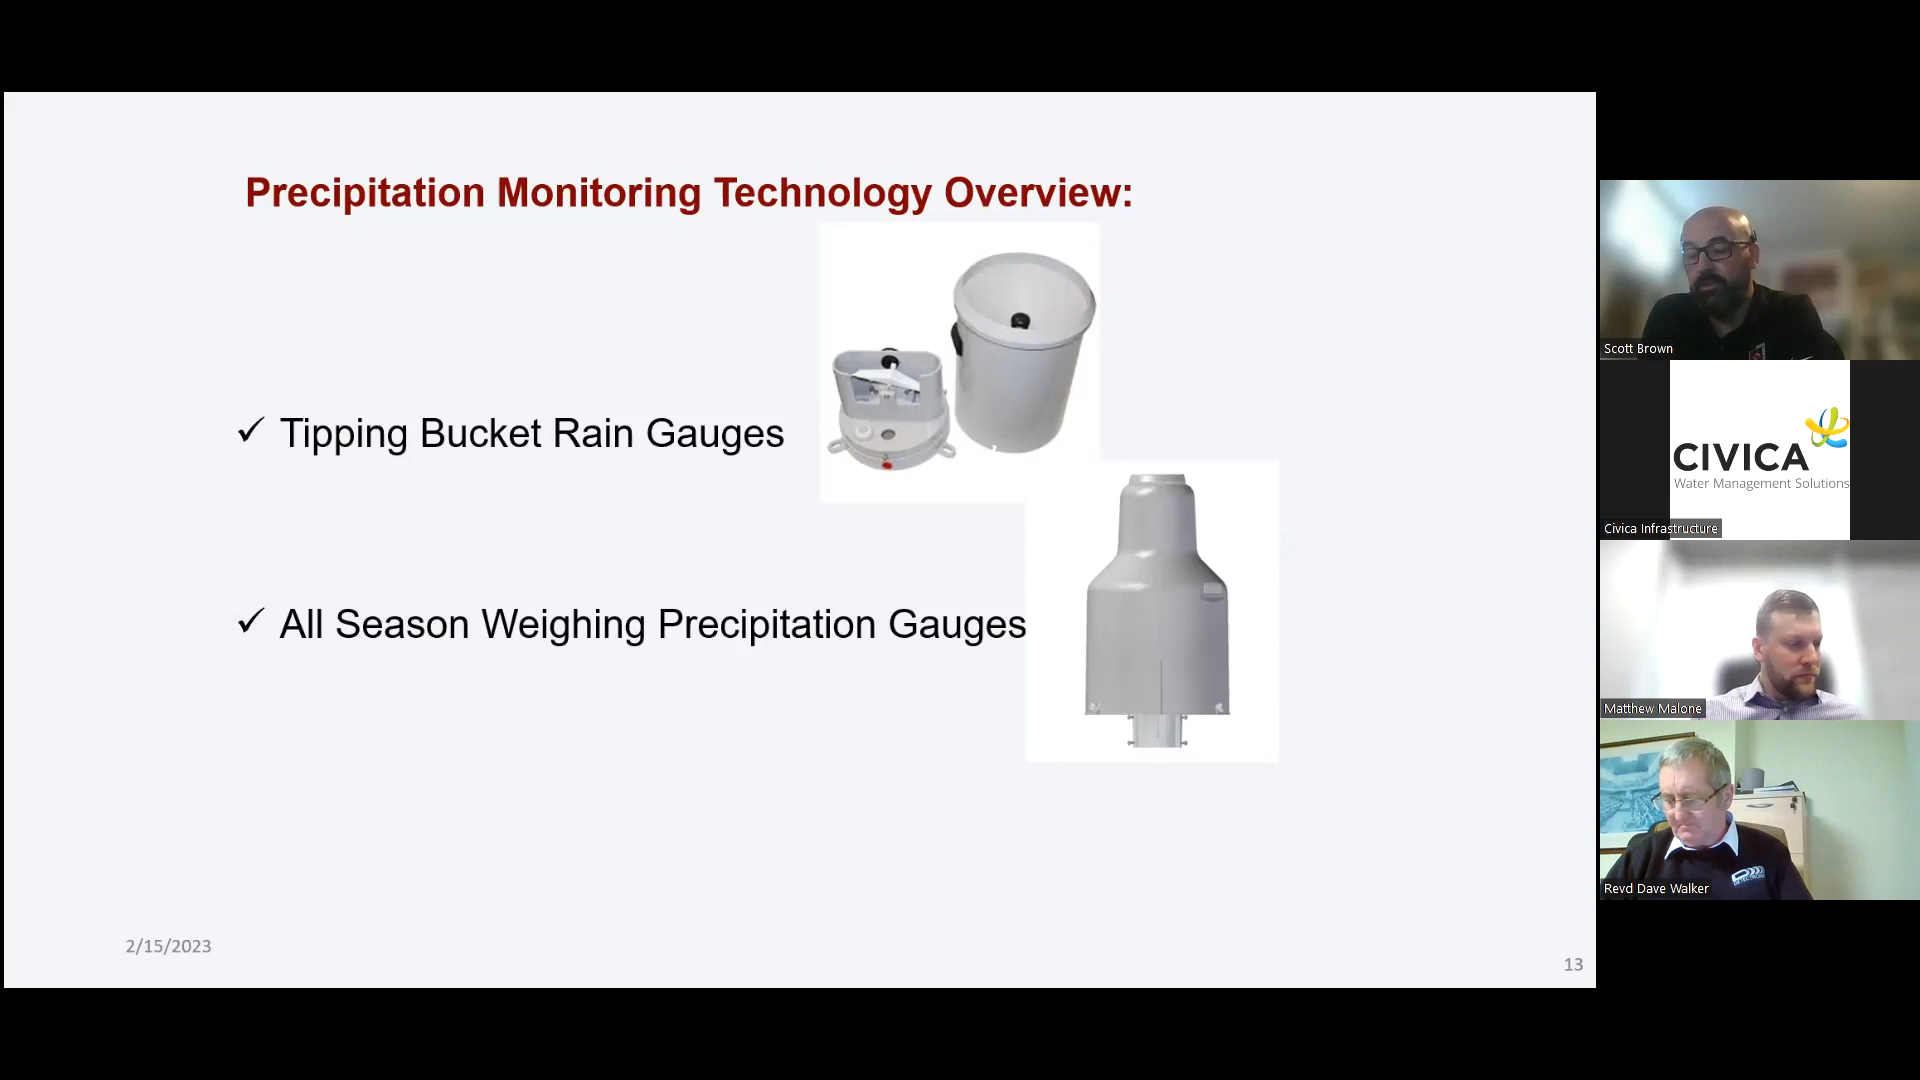 Precipitation Monitoring Technology Overview:
✓ Tipping Bucket Rain Gauges
✓ All Season Weighing Precipitation Gauges
2/15/2023
13
Scott Brown
CIVICA
Water Management Solutions
Civica Infrastructure
Matthew Malone
Revd Dave Walker